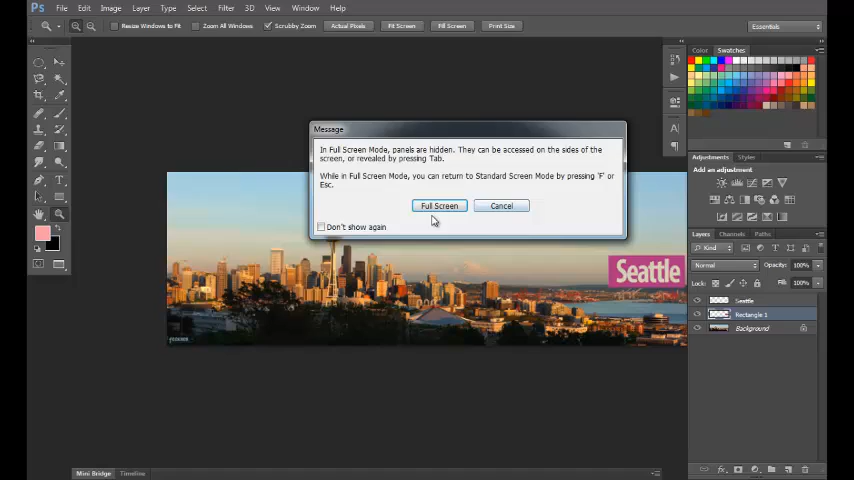 Ps File Edit Image Layer Type Select Filter 3D View Window Help
Resize Windows to Fit Zoom All Windows Scrubby Zoom Actual Pixels Fit Screen Fill Screen Print Size Essentials
Color Swatches
Message
In Full Screen Mode, panels are hidden. They can be accessed on the sides of the
screen, or revealed by pressing Tab.
While in Full Screen Mode, you can return to Standard Screen Mode by pressing 'F' or
Esc.
Full Screen Cancel
Don't show again
Seattle
Adjustments Styles
Add an adjustment
Layers Channels Paths
Kind
Normal Opacity: 100%
Lock: Fill: 100%
Seattle
Rectangle 1
Background
Mini Bridge Timeline